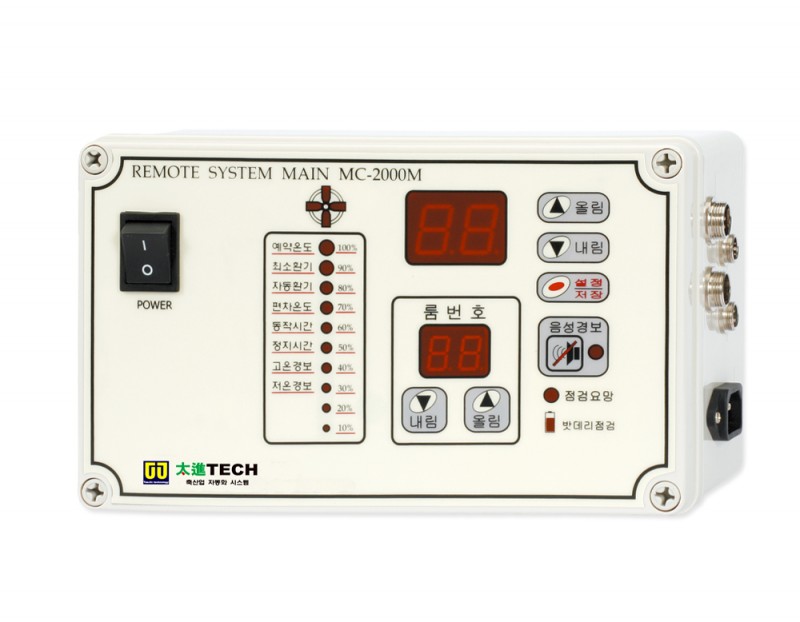 REMOTE SYSTEM MAIN MC-2000M
POWER
예약온도 100%
최소환기 90%
자동환기 80%
편차온도 70%
동작시간 60%
정지시간 50%
고온경보 40%
저온경보 30%
20%
10%
룸번호
내림
올림
올림
내림
설정
저장
음성경보
점검요망
밧데리점검
太進TECH
축산업 자동화 시스템